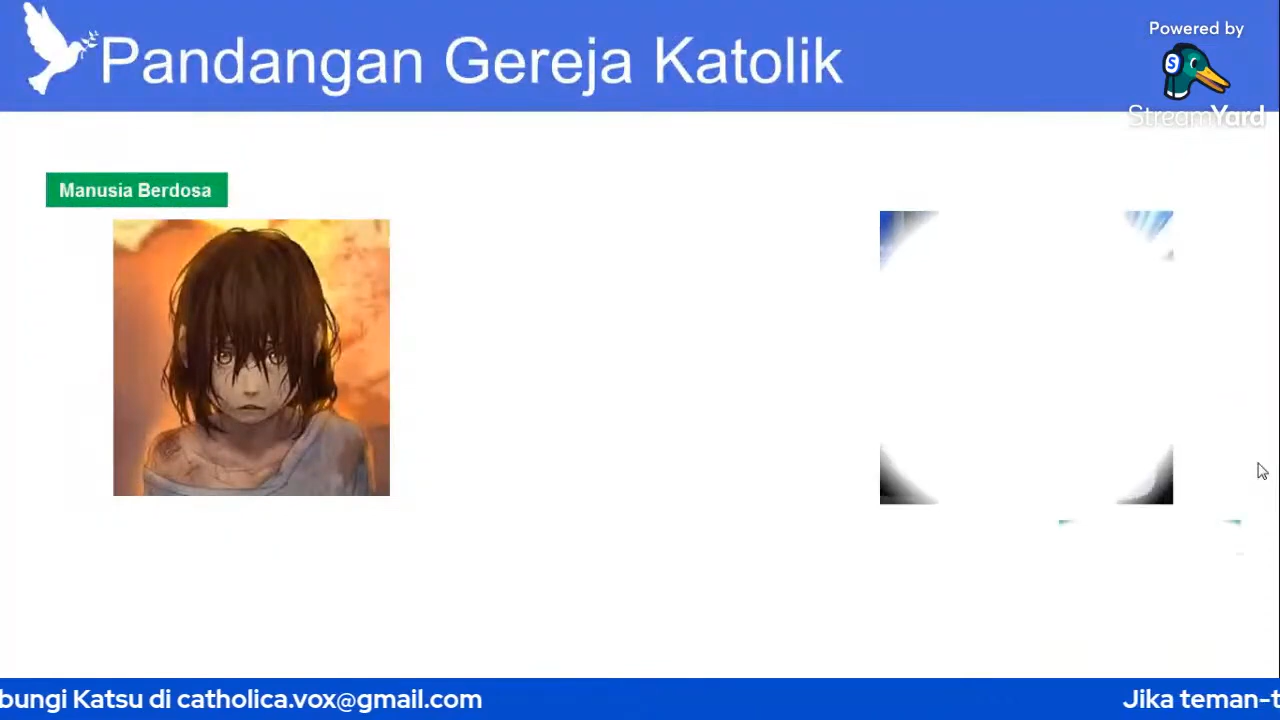 Pandangan Gereja Katolik
Powered by
S
StreamYard
Manusia Berdosa
bungi Katsu di catholica.vox@gmail.com
Jika teman-t